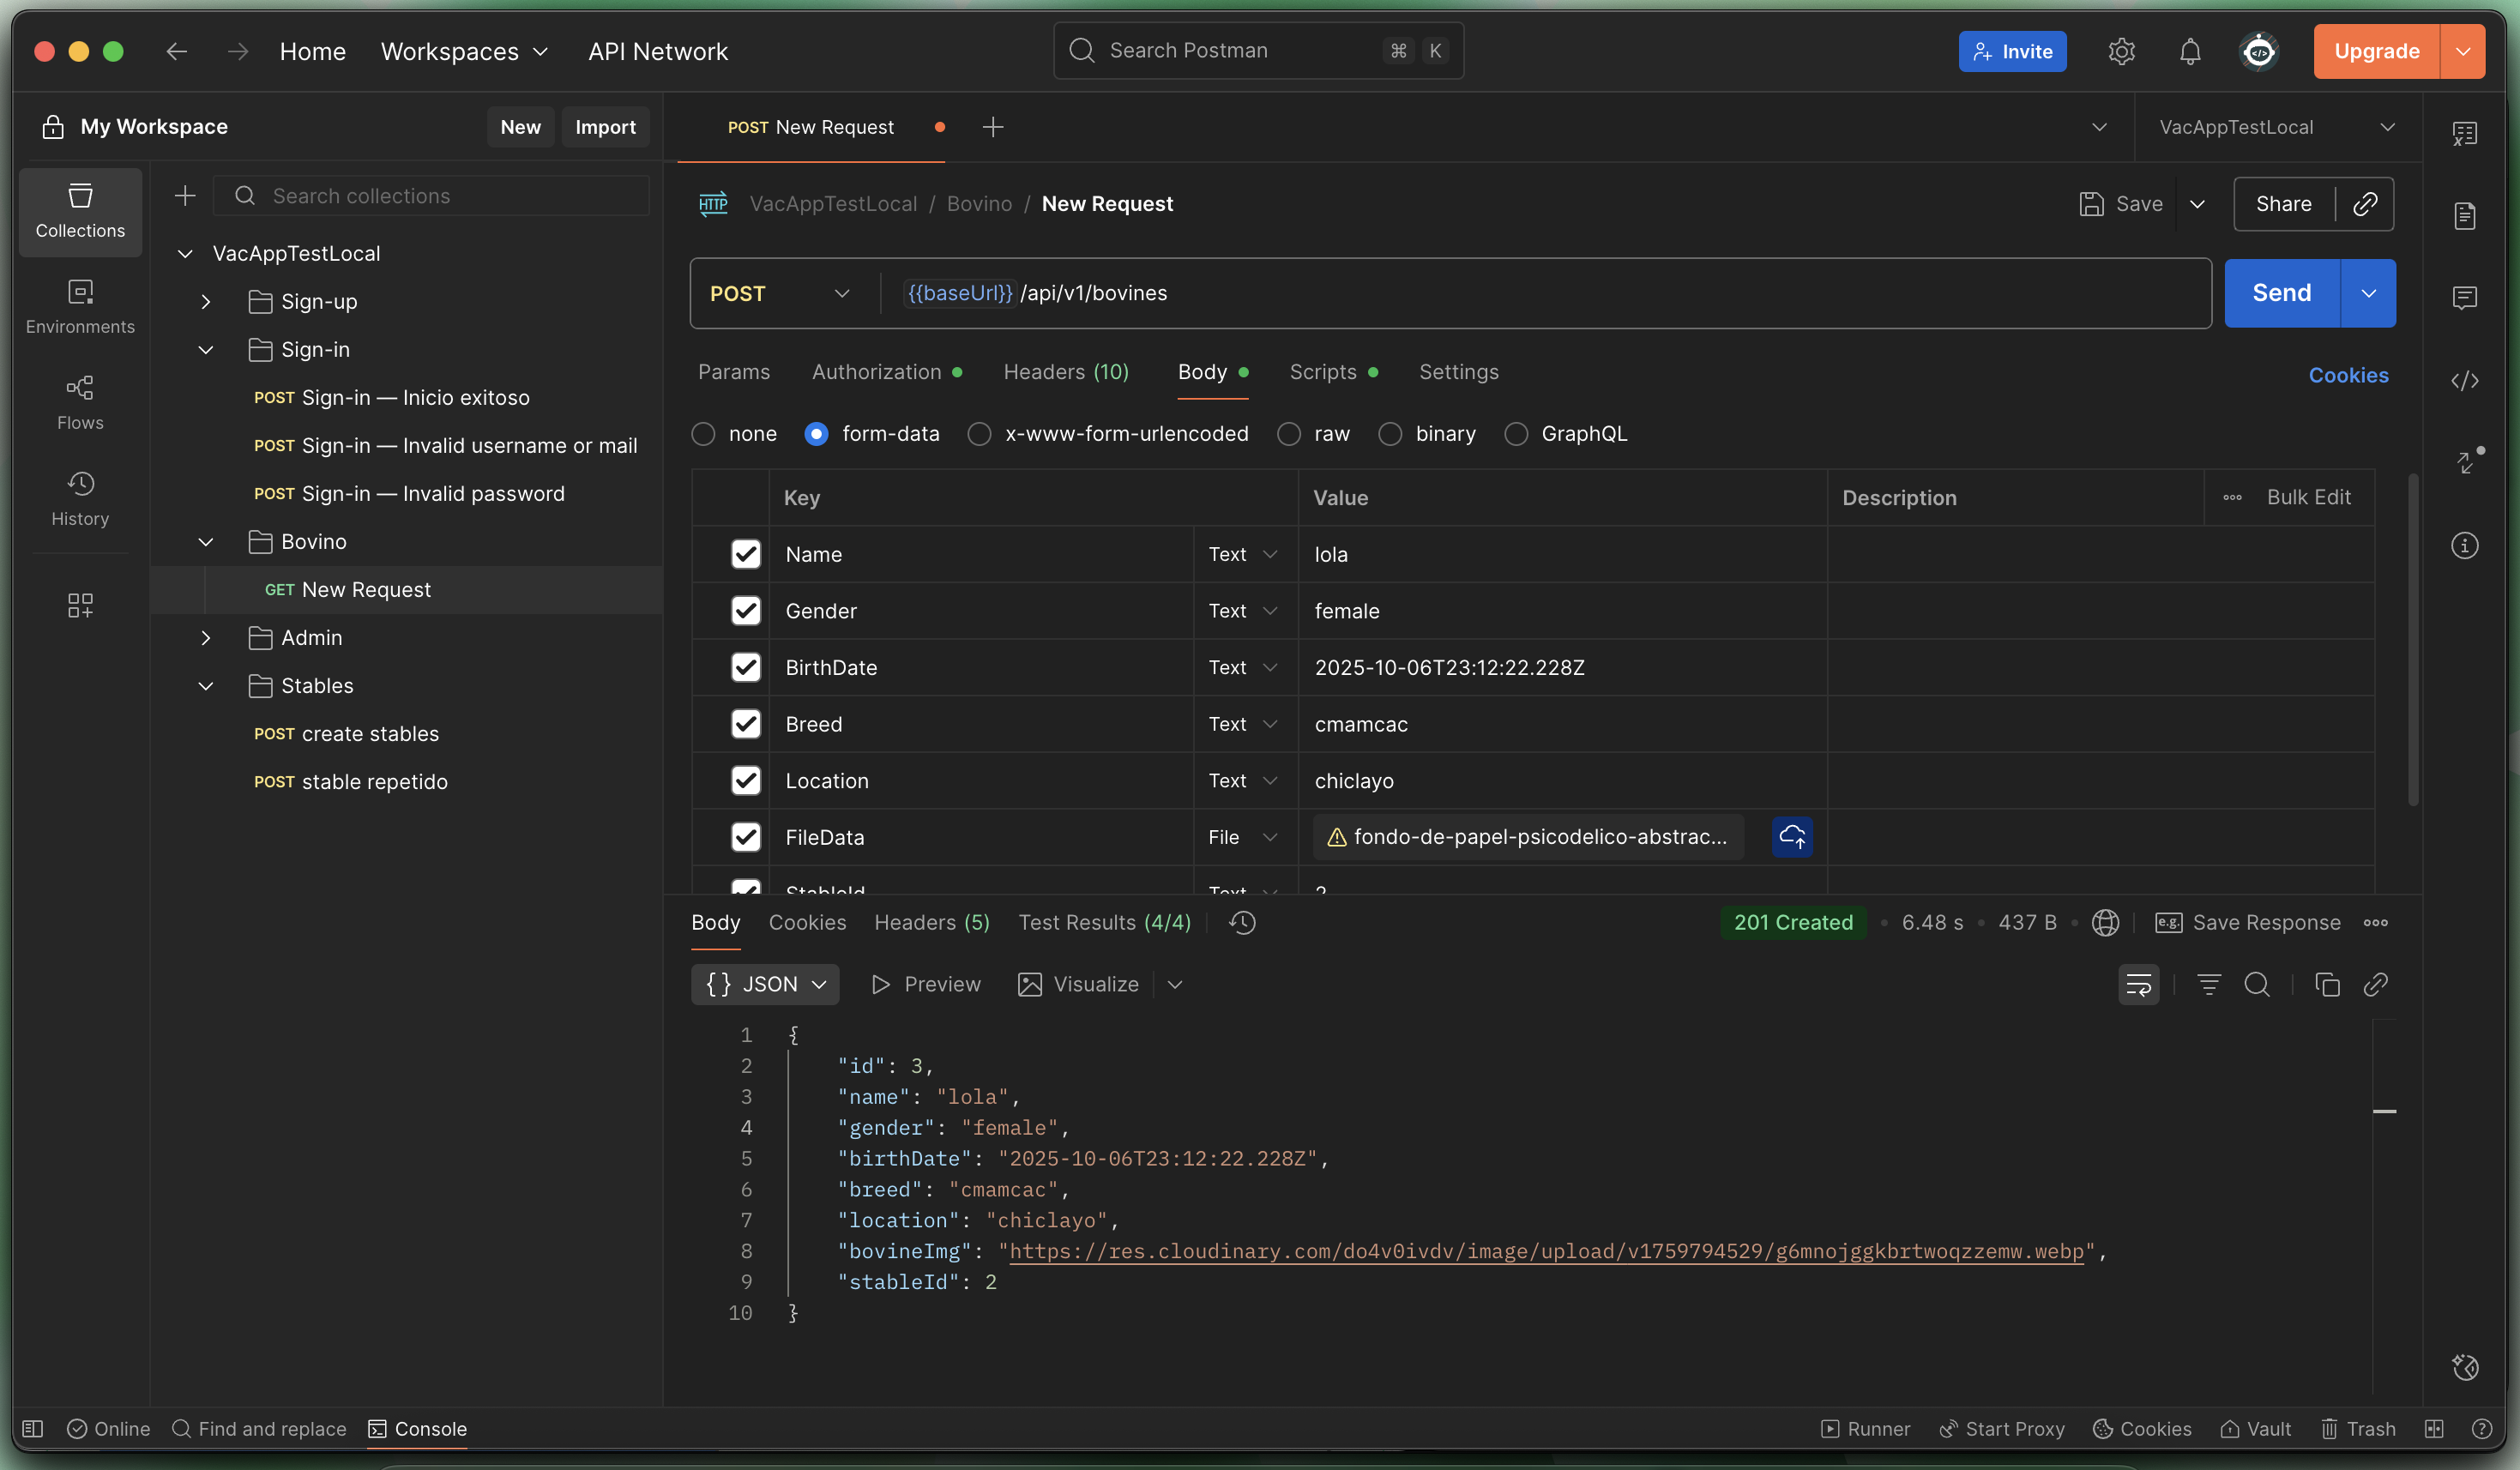 Home Workspaces API Network Search Postman ⌘ K Invite Upgrade
My Workspace New Import
POST New Request VacAppTestLocal
Collections
Environments
Flows
History
Search collections
VacAppTestLocal
Sign-up
Sign-in
POST Sign-in — Inicio exitoso
POST Sign-in — Invalid username or mail
POST Sign-in — Invalid password
Bovino
GET New Request
Admin
Stables
POST create stables
POST stable repetido
HTTP VacAppTestLocal / Bovino / New Request Save Share
POST {{baseUrl}} /api/v1/bovines Send
Params Authorization Headers (10) Body Scripts Settings Cookies
none form-data x-www-form-urlencoded raw binary GraphQL
Key Value Description Bulk Edit
Name Text lola
Gender Text female
BirthDate Text 2025-10-06T23:12:22.228Z
Breed Text cmamcac
Location Text chiclayo
FileData File fondo-de-papel-psicodelico-abstrac...
StableId Text 2
Body Cookies Headers (5) Test Results (4/4) 201 Created • 6.48 s • 437 B • e.g. Save Response
{} JSON Preview Visualize
1 {
2 "id": 3,
3 "name": "lola",
4 "gender": "female",
5 "birthDate": "2025-10-06T23:12:22.228Z",
6 "breed": "cmamcac",
7 "location": "chiclayo",
8 "bovineImg": "https://res.cloudinary.com/do4v0ivdv/image/upload/v1759794529/g6mnojggkbrtwoqzzemw.webp",
9 "stableId": 2
10 }
Online Find and replace Console Runner Start Proxy Cookies Vault Trash